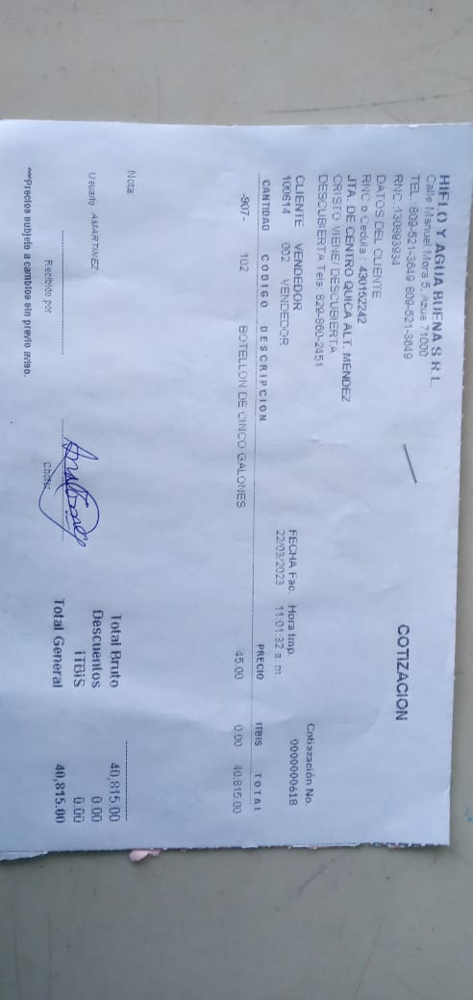 HIFLO Y AGUA BUENA S R L
Calle Manuel Mora 5, Azua 71000
TEL. 809-521-3649 809-521-3649
RNC 130893934
COTIZACION
DATOS DEL CLIENTE
RNC o Cedula: 430152242
JTA. DE CENTRO QUICA ALT. MENDEZ
CRISTO VIENE/ DESCUBIERTA
DESCUBIERTA Tels. 829-860-2451
Cotiazación No.
CLIENTE VENDEDOR FECHA Fac. Hora Imp. 0000000618
100614 002 VENDEDOR 22/03/2023 11:01:32 a m
CANTIDAD CODIGO DESCRIPCION PRECIO ITBIS TOTAL
-907- 102 BOTELLON DE CINCO GALONES 45.00 0.00 40,815.00
Nota: Total Bruto 40,815.00
Descuentos 0.00
Usuario AMARTINEZ ITBiS 0.00
Recibido por Chofer Total General 40,815.00
***Precios subjeto a cambios sin previo aviso.